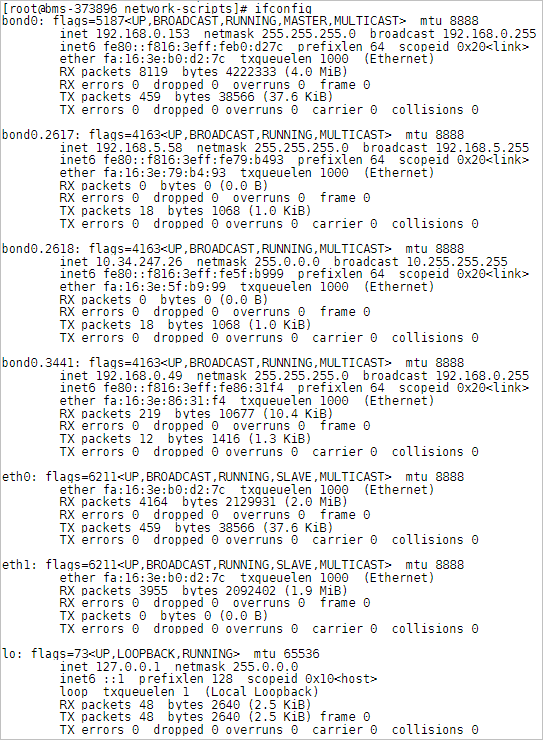 [root@bms-373896 network-scripts]# ifconfig
bond0: flags=5187<UP,BROADCAST,RUNNING,MASTER,MULTICAST>  mtu 8888
        inet 192.168.0.153  netmask 255.255.255.0  broadcast 192.168.0.255
        inet6 fe80::f816:3eff:feb0:d27c  prefixlen 64  scopeid 0x20<link>
        ether fa:16:3e:b0:d2:7c  txqueuelen 1000  (Ethernet)
        RX packets 8119  bytes 4222333 (4.0 MiB)
        RX errors 0  dropped 0 overruns 0  frame 0
        TX packets 459  bytes 38566 (37.6 KiB)
        TX errors 0  dropped 0 overruns 0  carrier 0  collisions 0

bond0.2617: flags=4163<UP,BROADCAST,RUNNING,MULTICAST>  mtu 8888
        inet 192.168.5.58  netmask 255.255.255.0  broadcast 192.168.5.255
        inet6 fe80::f816:3eff:fe79:b493  prefixlen 64  scopeid 0x20<link>
        ether fa:16:3e:79:b4:93  txqueuelen 1000  (Ethernet)
        RX packets 0  bytes 0 (0.0 B)
        RX errors 0  dropped 0 overruns 0  frame 0
        TX packets 18  bytes 1068 (1.0 KiB)
        TX errors 0  dropped 0 overruns 0  carrier 0  collisions 0

bond0.2618: flags=4163<UP,BROADCAST,RUNNING,MULTICAST>  mtu 8888
        inet 10.34.247.26  netmask 255.0.0.0  broadcast 10.255.255.255
        inet6 fe80::f816:3eff:fe5f:b999  prefixlen 64  scopeid 0x20<link>
        ether fa:16:3e:5f:b9:99  txqueuelen 1000  (Ethernet)
        RX packets 0  bytes 0 (0.0 B)
        RX errors 0  dropped 0 overruns 0  frame 0
        TX packets 18  bytes 1068 (1.0 KiB)
        TX errors 0  dropped 0 overruns 0  carrier 0  collisions 0

bond0.3441: flags=4163<UP,BROADCAST,RUNNING,MULTICAST>  mtu 8888
        inet 192.168.0.49  netmask 255.255.255.0  broadcast 192.168.0.255
        inet6 fe80::f816:3eff:fe86:31f4  prefixlen 64  scopeid 0x20<link>
        ether fa:16:3e:86:31:f4  txqueuelen 1000  (Ethernet)
        RX packets 219  bytes 10677 (10.4 KiB)
        RX errors 0  dropped 0 overruns 0  frame 0
        TX packets 12  bytes 1416 (1.3 KiB)
        TX errors 0  dropped 0 overruns 0  carrier 0  collisions 0

eth0: flags=6211<UP,BROADCAST,RUNNING,SLAVE,MULTICAST>  mtu 8888
        ether fa:16:3e:b0:d2:7c  txqueuelen 1000  (Ethernet)
        RX packets 4164  bytes 2129931 (2.0 MiB)
        RX errors 0  dropped 0 overruns 0  frame 0
        TX packets 459  bytes 38566 (37.6 KiB)
        TX errors 0  dropped 0 overruns 0  carrier 0  collisions 0

eth1: flags=6211<UP,BROADCAST,RUNNING,SLAVE,MULTICAST>  mtu 8888
        ether fa:16:3e:b0:d2:7c  txqueuelen 1000  (Ethernet)
        RX packets 3955  bytes 2092402 (1.9 MiB)
        RX errors 0  dropped 0 overruns 0  frame 0
        TX packets 0  bytes 0 (0.0 B)
        TX errors 0  dropped 0 overruns 0  carrier 0  collisions 0

lo: flags=73<UP,LOOPBACK,RUNNING>  mtu 65536
        inet 127.0.0.1  netmask 255.0.0.0
        inet6 ::1  prefixlen 128  scopeid 0x10<host>
        loop  txqueuelen 1  (Local Loopback)
        RX packets 48  bytes 2640 (2.5 KiB)
        TX packets 48  bytes 2640 (2.5 KiB) frame 0
        TX errors 0  dropped 0 overruns 0  carrier 0  collisions 0